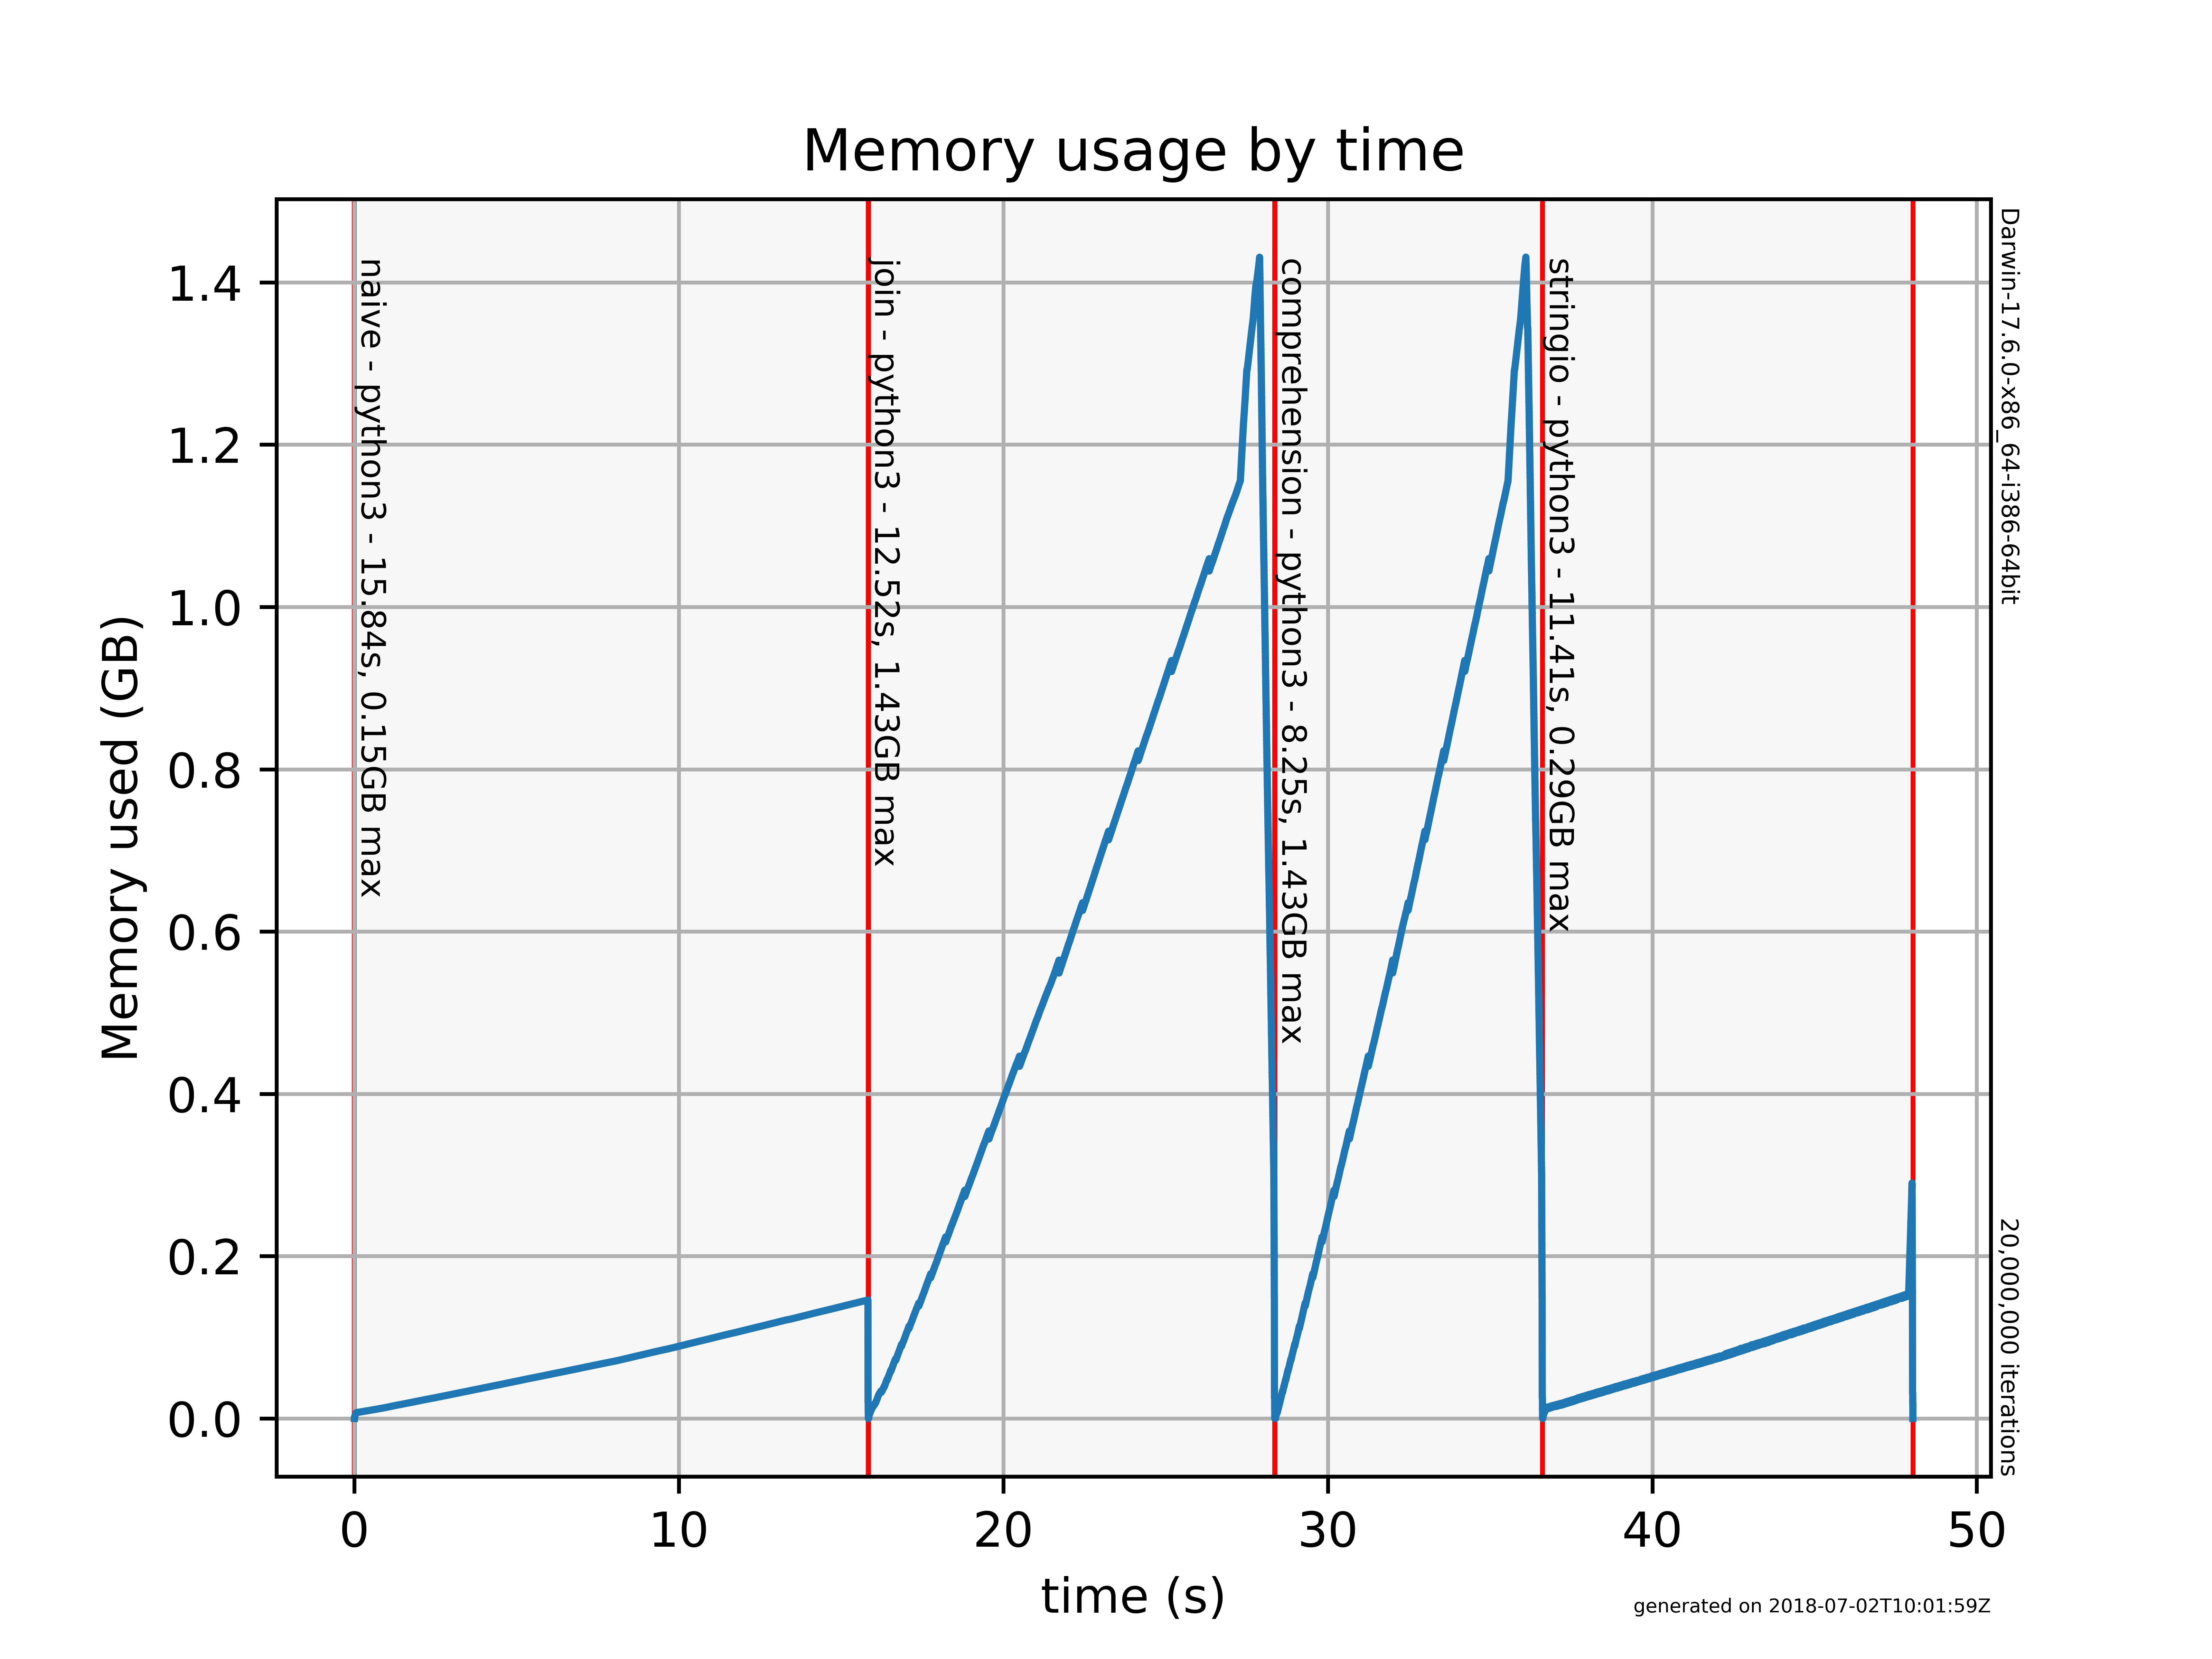 Memory usage by time
Memory used (GB)
1.4
1.2
1.0
0.8
0.6
0.4
0.2
0.0
naive - python3 - 15.84s, 0.15GB max
join - python3 - 12.52s, 1.43GB max
comprehension - python3 - 8.25s, 1.43GB max
stringio - python3 - 11.41s, 0.29GB max
Darwin-17.6.0-x86_64-i386-64bit
20,000,000 iterations
0 10 20 30 40 50
time (s)
generated on 2018-07-02T10:01:59Z